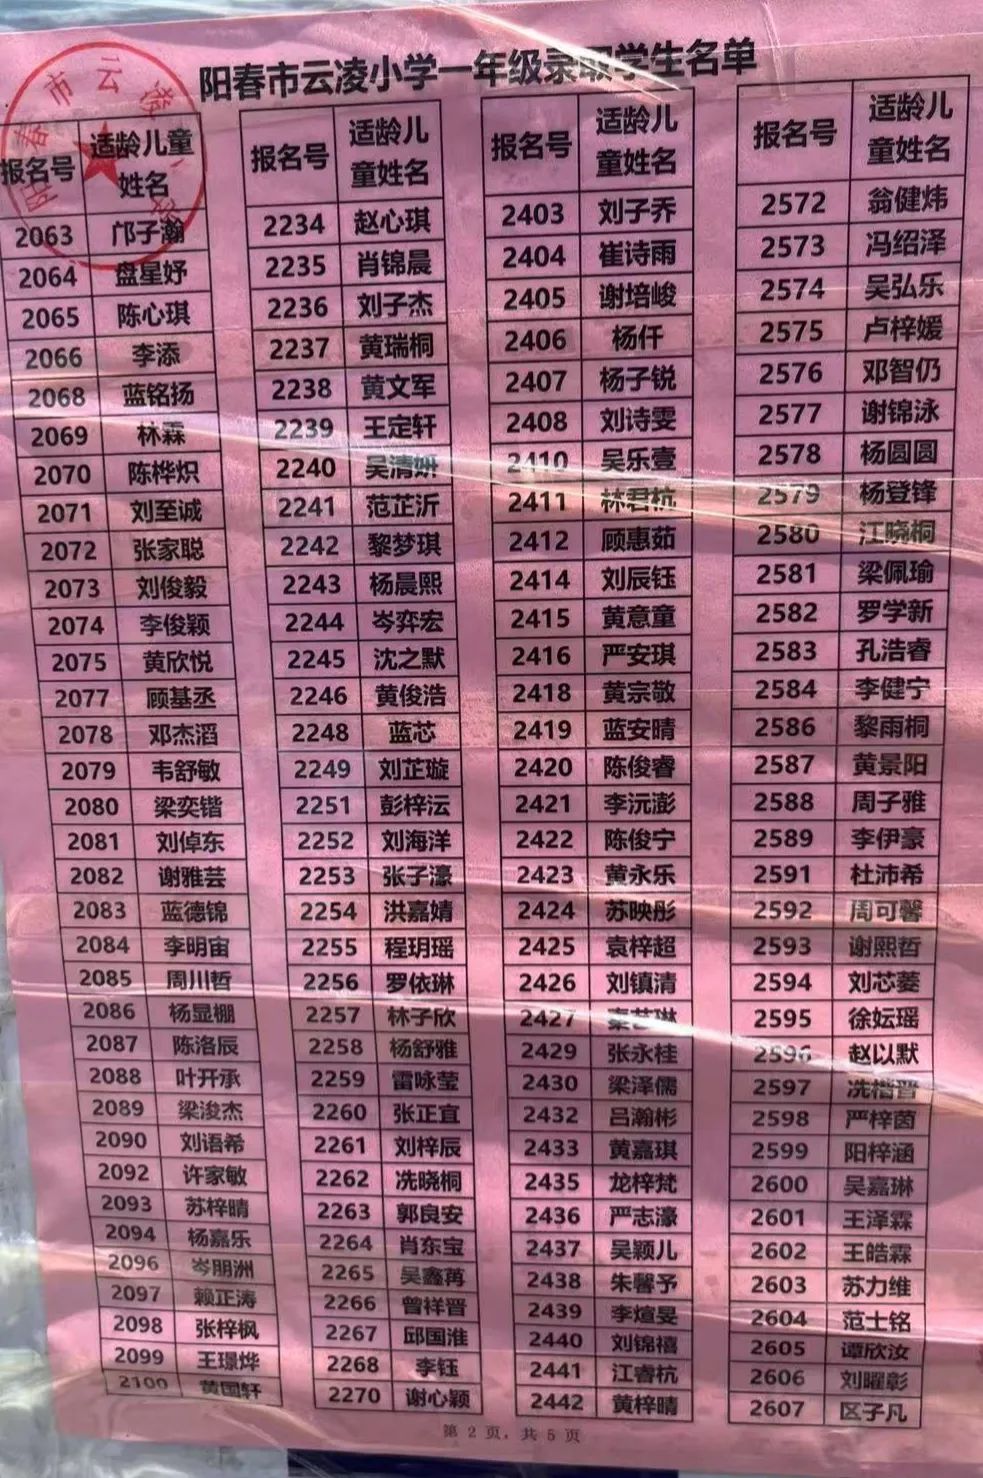 阳春市云凌小学一年级录取学生名单
报名号 适龄儿童姓名
2063 邝子瀚
2064 盘星妤
2065 陈心琪
2066 李添
2068 蓝铭扬
2069 林霖
2070 陈桦炽
2071 刘至诚
2072 张家聪
2073 刘俊毅
2074 李俊颖
2075 黄欣悦
2077 顾基丞
2078 邓杰滔
2079 韦舒敏
2080 梁奕锴
2081 刘倬东
2082 谢雅芸
2083 蓝德锦
2084 李明宙
2085 周川哲
2086 杨显棚
2087 陈洛辰
2088 叶开承
2089 梁浚杰
2090 刘语希
2092 许家敏
2093 苏梓晴
2094 杨嘉乐
2096 岑朋洲
2097 赖正涛
2098 张梓枫
2099 王璟烨
2100 黄国轩
报名号 适龄儿童姓名
2234 赵心琪
2235 肖锦晨
2236 刘子杰
2237 黄瑞桐
2238 黄文军
2239 王定轩
2240 吴清妍
2241 范芷沂
2242 黎梦琪
2243 杨晨熙
2244 岑弈宏
2245 沈之默
2246 黄俊浩
2248 蓝芯
2249 刘芷璇
2251 彭梓沄
2252 刘海洋
2253 张子濠
2254 洪嘉婧
2255 程玥瑶
2256 罗依琳
2257 林子欣
2258 杨舒雅
2259 雷咏莹
2260 张正宜
2261 刘梓辰
2262 冼晓桐
2263 郭良安
2264 肖东宝
2265 吴鑫苒
2266 曾祥晋
2267 邱国淮
2268 李钰
2270 谢心颖
报名号 适龄儿童姓名
2403 刘子乔
2404 崔诗雨
2405 谢培峻
2406 杨仟
2407 杨子锐
2408 刘诗雯
2410 吴乐壹
2411 林君杭
2412 顾惠茹
2414 刘辰钰
2415 黄意童
2416 严安琪
2418 黄宗敬
2419 蓝安晴
2420 陈俊睿
2421 李沅澎
2422 陈俊宁
2423 黄永乐
2424 苏映彤
2425 袁梓超
2426 刘镇清
2427 秦艺琳
2429 张永桂
2430 梁泽儒
2432 吕瀚彬
2433 黄嘉琪
2435 龙梓梵
2436 严志濠
2437 吴颖儿
2438 朱馨予
2439 李煊旻
2440 刘锦禧
2441 江睿杭
2442 黄梓晴
报名号 适龄儿童姓名
2572 翁健炜
2573 冯绍泽
2574 吴弘乐
2575 卢梓媛
2576 邓智仍
2577 谢锦泳
2578 杨圆圆
2579 杨登锋
2580 江晓桐
2581 梁佩瑜
2582 罗学新
2583 孔浩睿
2584 李健宁
2586 黎雨桐
2587 黄景阳
2588 周子雅
2589 李伊豪
2591 杜沛希
2592 周可馨
2593 谢熙哲
2594 刘芯菱
2595 徐妘瑶
2596 赵以默
2597 冼楷晋
2598 严梓茵
2599 阳梓涵
2600 吴嘉琳
2601 王泽霖
2602 王皓霖
2603 苏力维
2604 范士铭
2605 谭欣汝
2606 刘曜彰
2607 区子凡
第 2 页，共 5 页